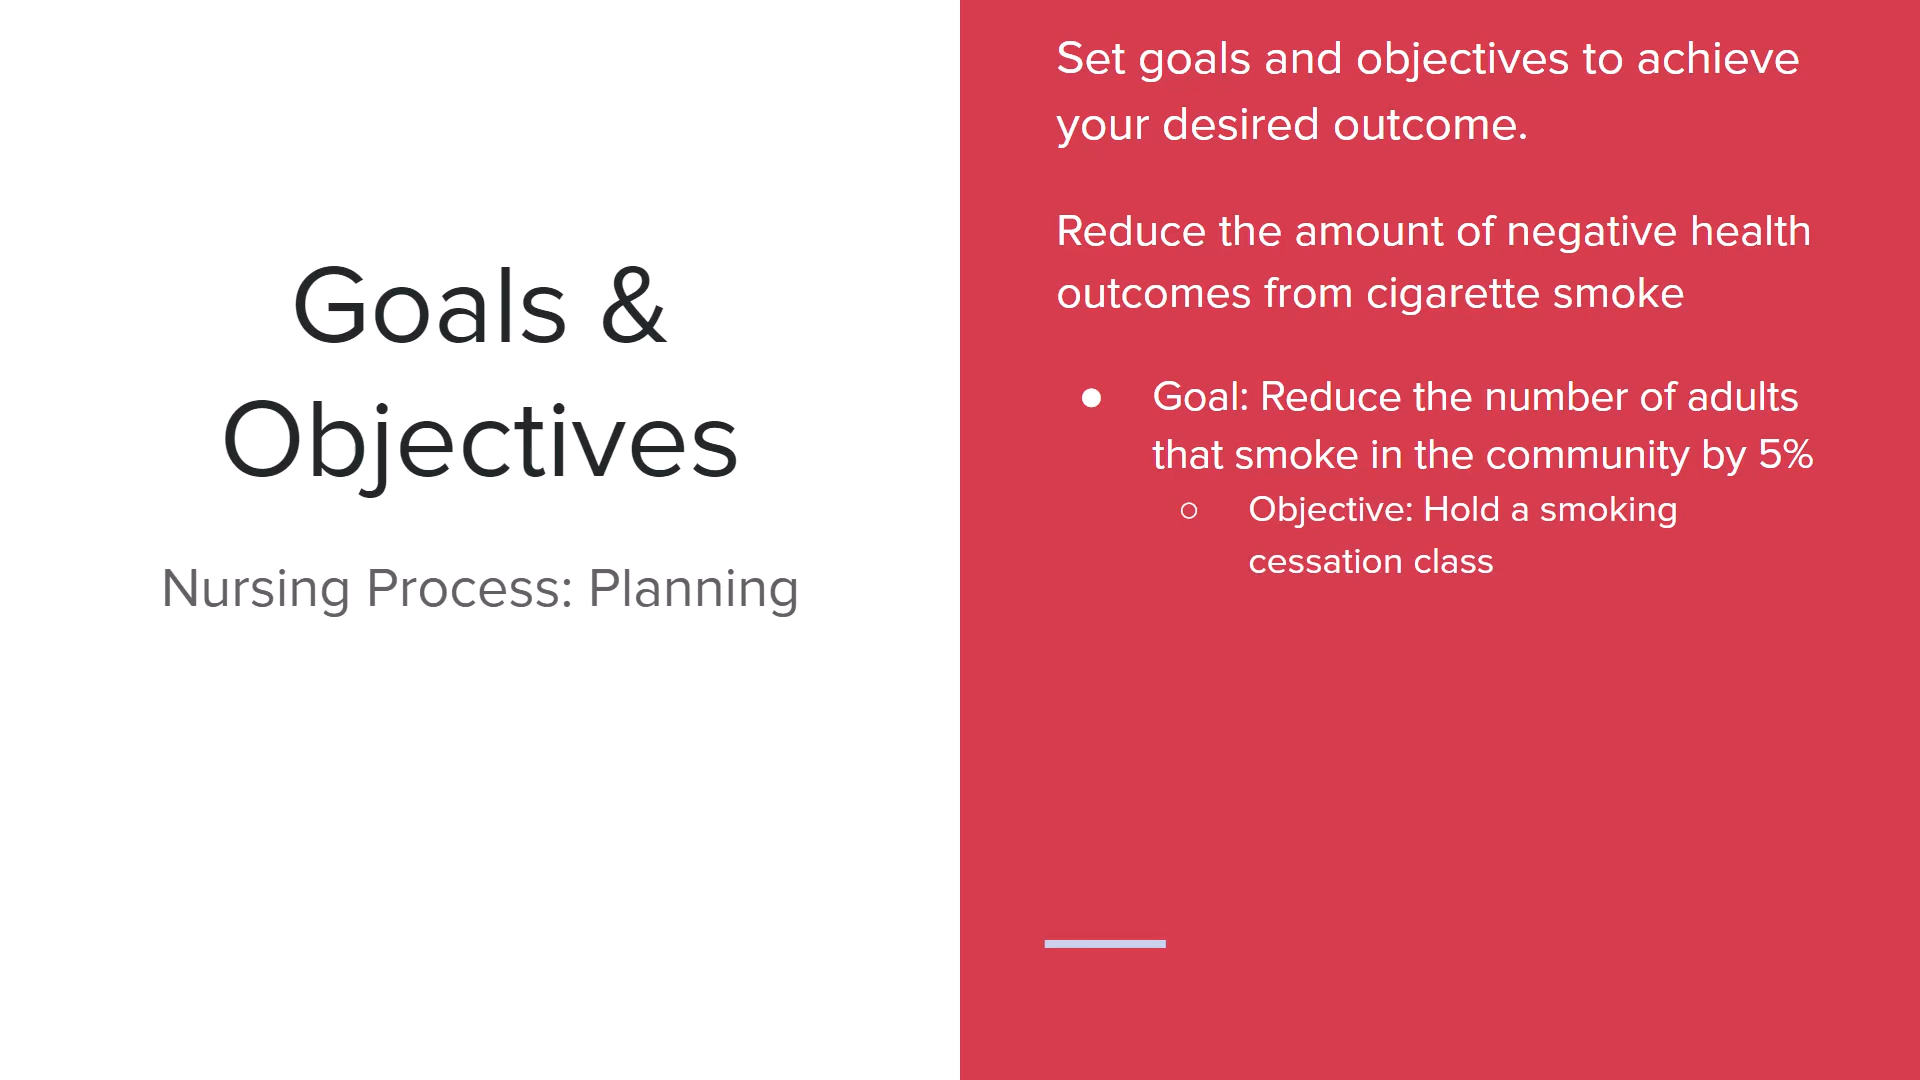 Goals &
Objectives
Nursing Process: Planning
Set goals and objectives to achieve
your desired outcome.
Reduce the amount of negative health
outcomes from cigarette smoke
● Goal: Reduce the number of adults
that smoke in the community by 5%
○ Objective: Hold a smoking
cessation class